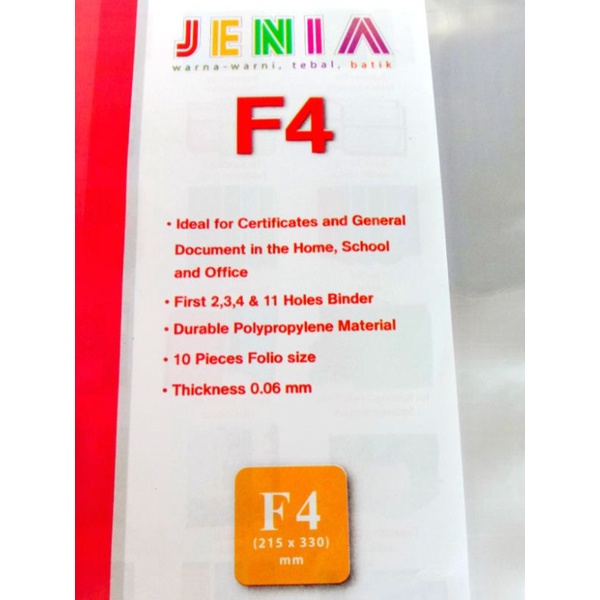 JENIA
warna-warni, tebal, batik
F4
• Ideal for Certificates and General
Document in the Home, School
and Office
• First 2,3,4 & 11 Holes Binder
• Durable Polypropylene Material
• 10 Pieces Folio size
• Thickness 0.06 mm
F4
(215 x 330)
mm